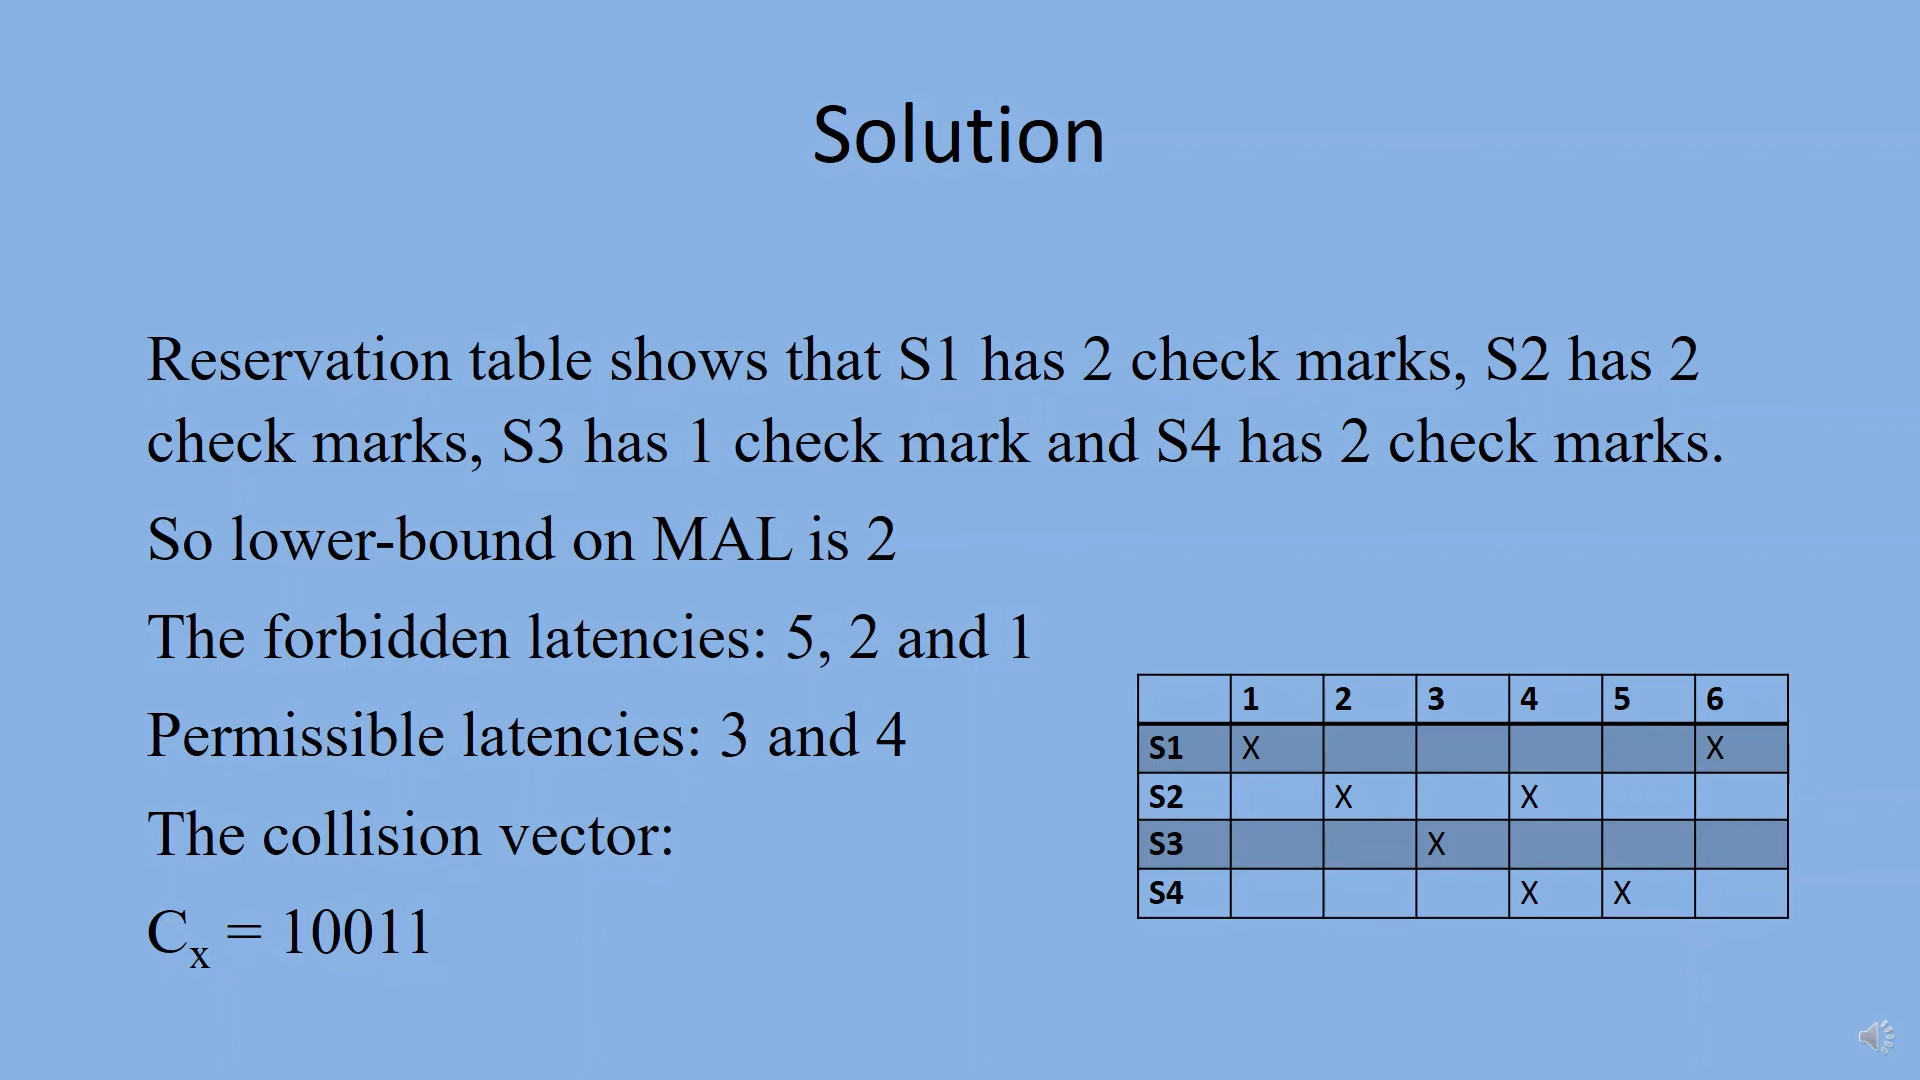 Solution
Reservation table shows that S1 has 2 check marks, S2 has 2
check marks, S3 has 1 check mark and S4 has 2 check marks.
So lower-bound on MAL is 2
The forbidden latencies: 5, 2 and 1
Permissible latencies: 3 and 4
The collision vector:
Cx = 10011
1 2 3 4 5 6
S1 X X
S2 X X
S3 X
S4 X X